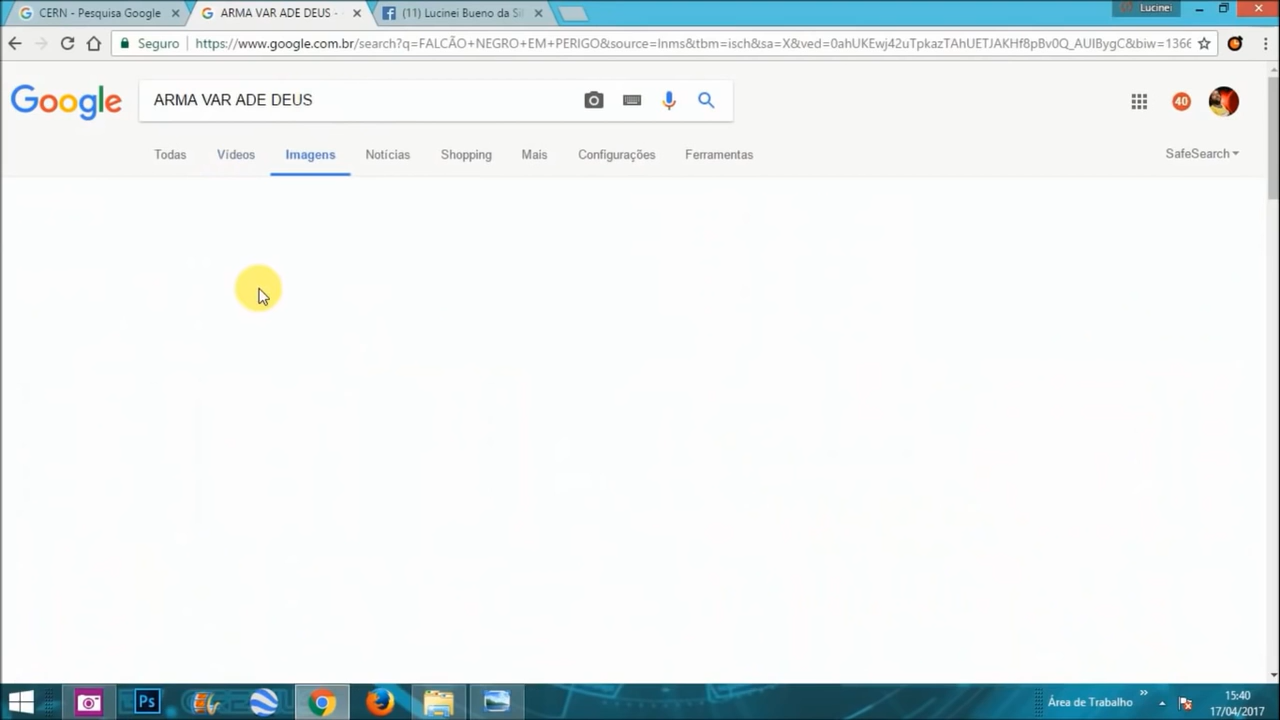 CERN - Pesquisa Google
ARMA VAR ADE DEUS -
(11) Lucinei Bueno da Sil
Lucinei
Seguro
https://www.google.com.br/search?q=FALCÃO+NEGRO+EM+PERIGO&source=lnms&tbm=isch&sa=X&ved=0ahUKEwj42uTpkazTAhUETJAKHf8pBv0Q_AUIBygC&biw=1366
Google
ARMA VAR ADE DEUS
40
Todas
Vídeos
Imagens
Notícias
Shopping
Mais
Configurações
Ferramentas
SafeSearch
Ps
Área de Trabalho
15:40
17/04/2017